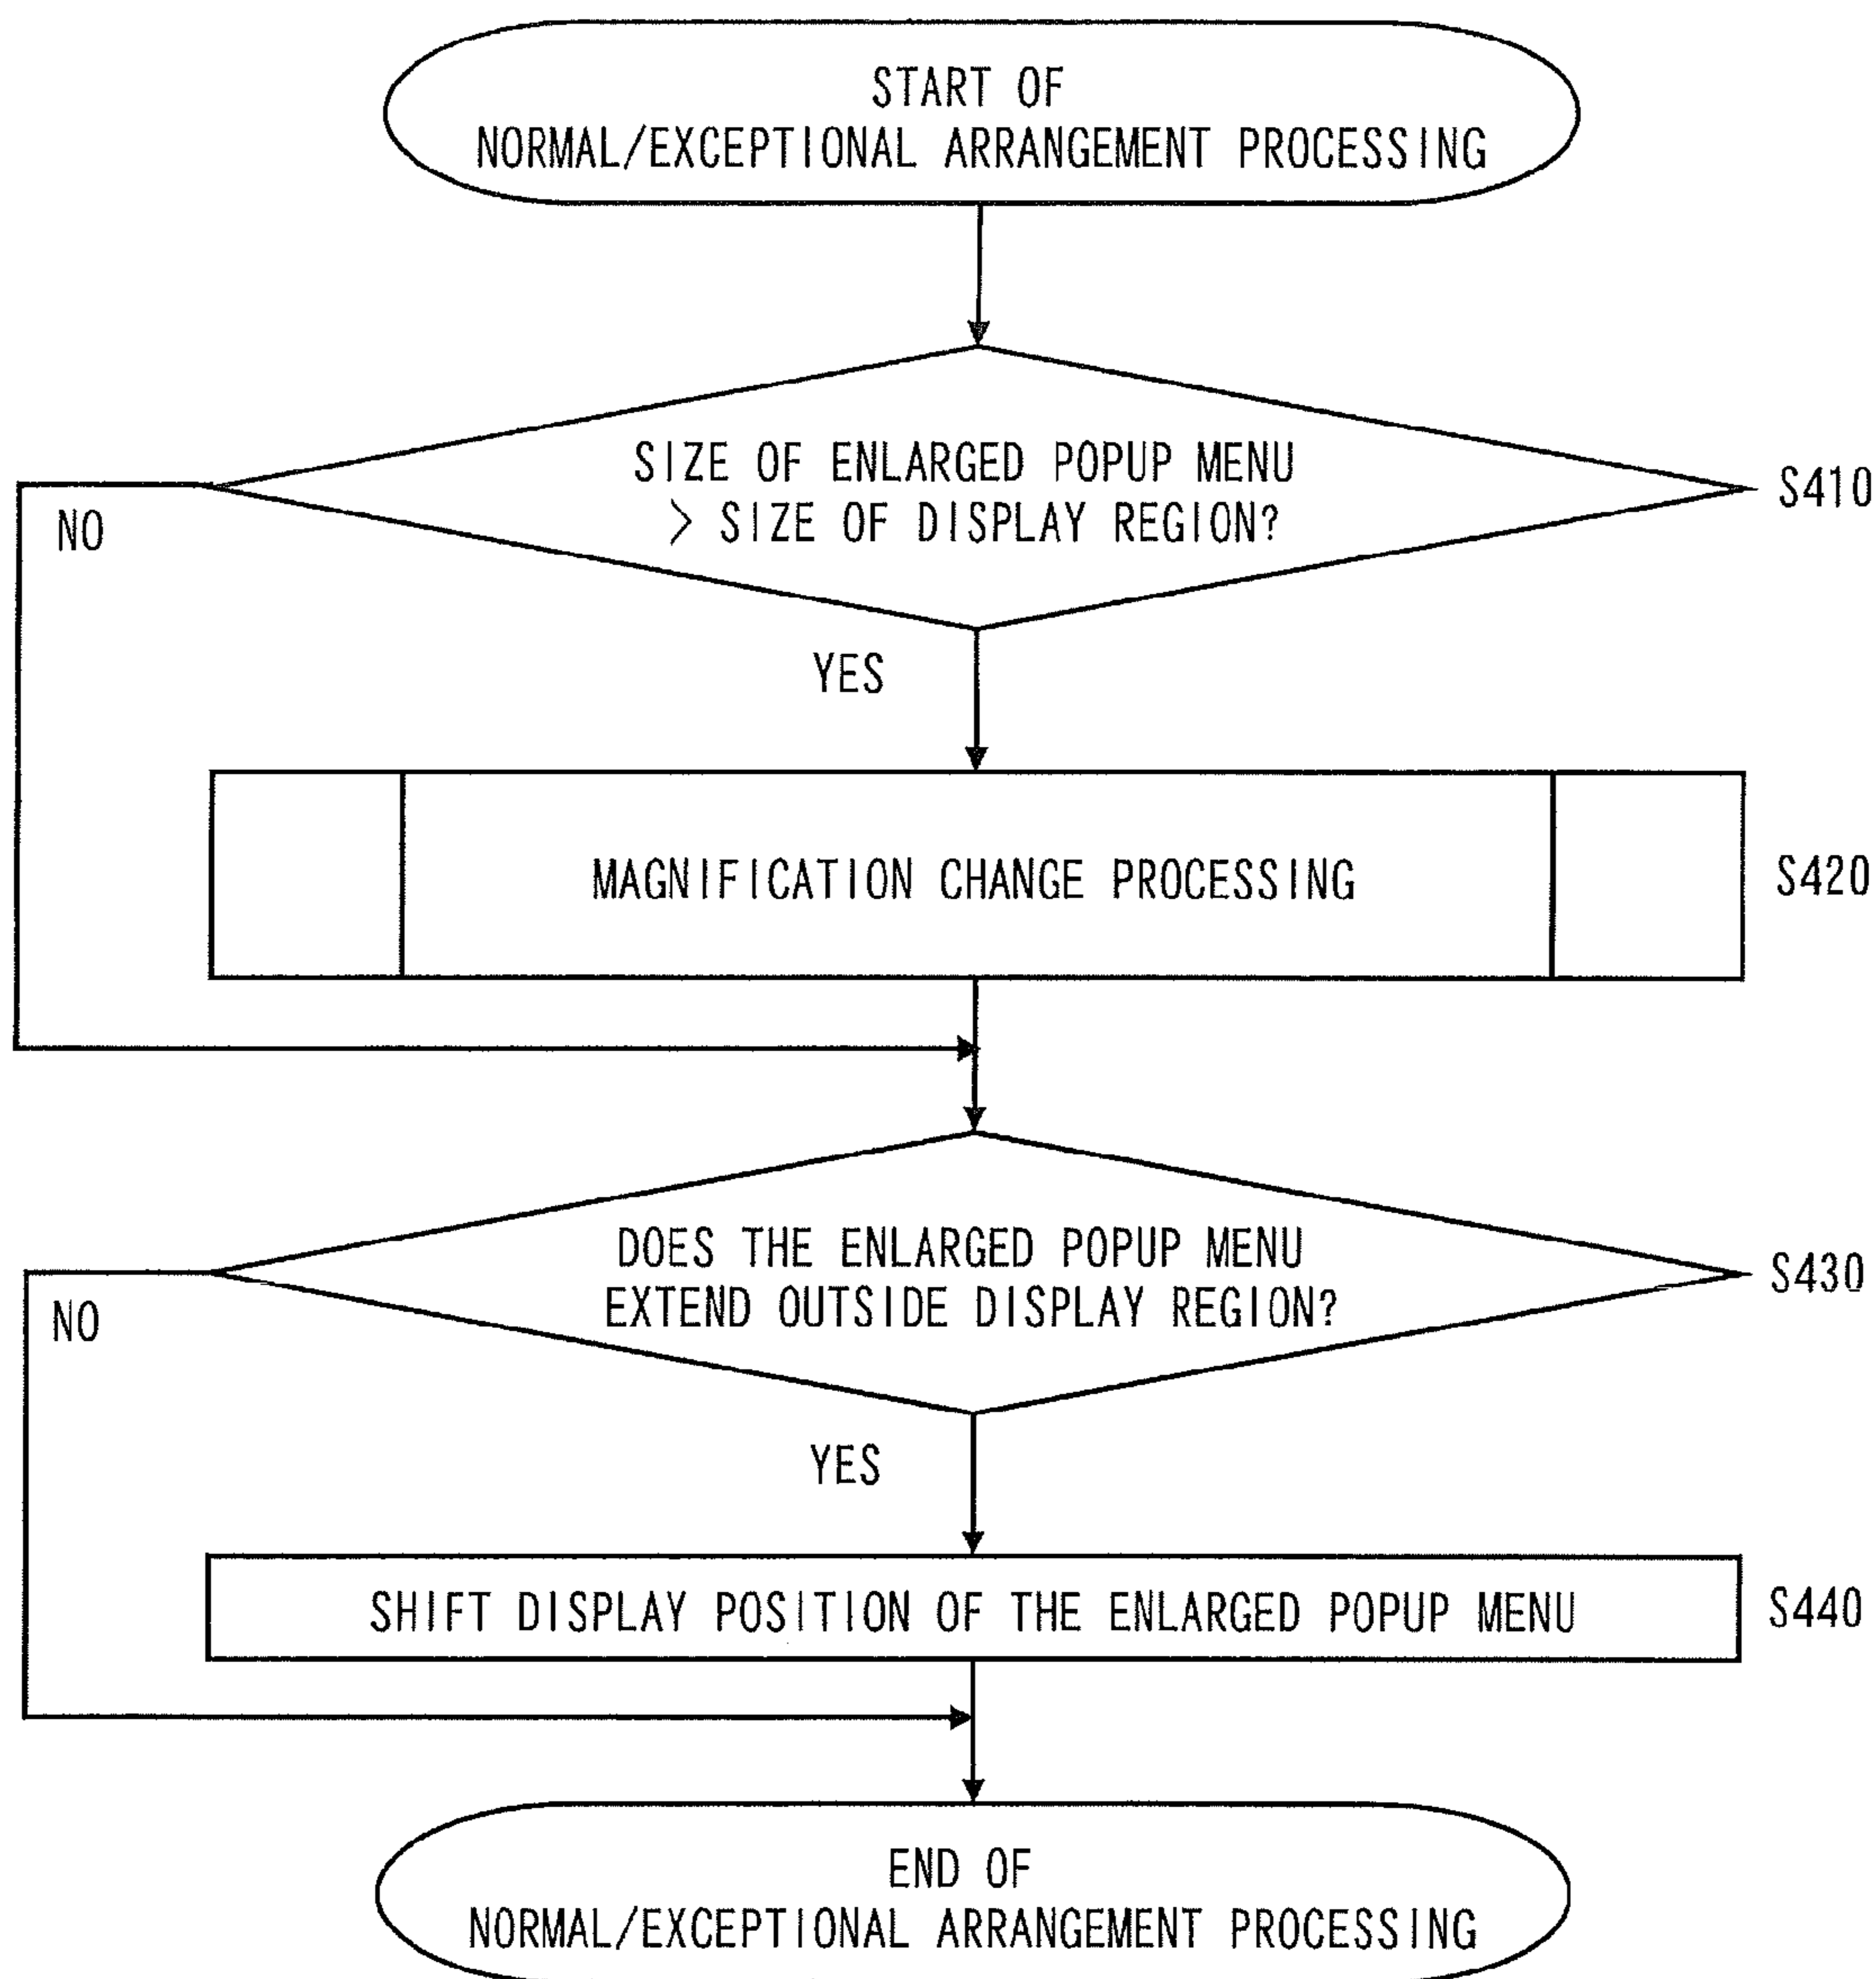 START OF
NORMAL/EXCEPTIONAL ARRANGEMENT PROCESSING
SIZE OF ENLARGED POPUP MENU
> SIZE OF DISPLAY REGION?
S410
NO
YES
MAGNIFICATION CHANGE PROCESSING
S420
DOES THE ENLARGED POPUP MENU
EXTEND OUTSIDE DISPLAY REGION?
S430
NO
YES
SHIFT DISPLAY POSITION OF THE ENLARGED POPUP MENU
S440
END OF
NORMAL/EXCEPTIONAL ARRANGEMENT PROCESSING